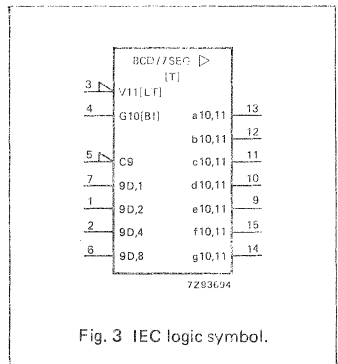 BCD/7SEG ▷
[T]
3 V11[LT]
4 G10[BI] a10,11 13
b10,11 12
5 C9 c10,11 11
7 9D,1 d10,11 10
1 9D,2 e10,11 9
2 9D,4 f10,11 15
6 9D,8 g10,11 14
7Z93694
Fig. 3 IEC logic symbol.